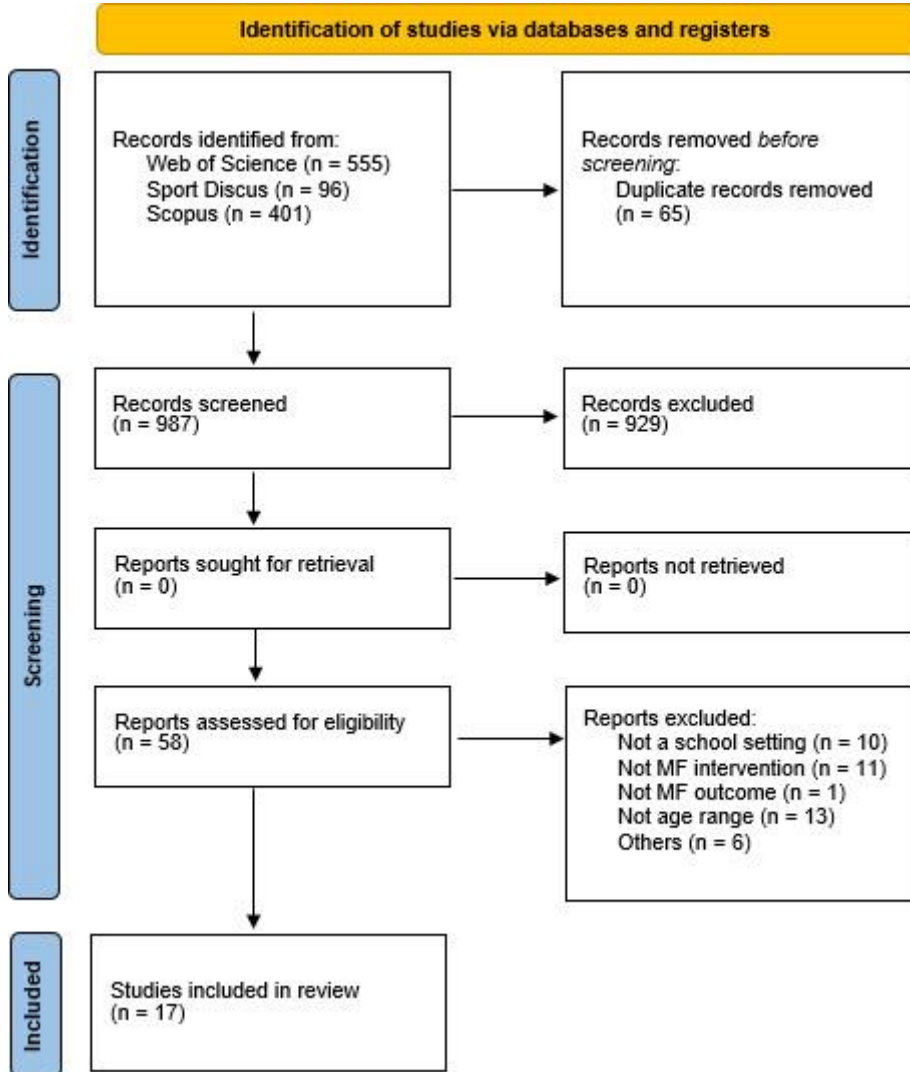 Identification of studies via databases and registers
Identification
Records identified from:
Web of Science (n = 555)
Sport Discus (n = 96)
Scopus (n = 401)
Records removed before
screening:
Duplicate records removed
(n = 65)
Screening
Records screened
(n = 987)
Records excluded
(n = 929)
Reports sought for retrieval
(n = 0)
Reports not retrieved
(n = 0)
Reports assessed for eligibility
(n = 58)
Reports excluded:
Not a school setting (n = 10)
Not MF intervention (n = 11)
Not MF outcome (n = 1)
Not age range (n = 13)
Others (n = 6)
Included
Studies included in review
(n = 17)